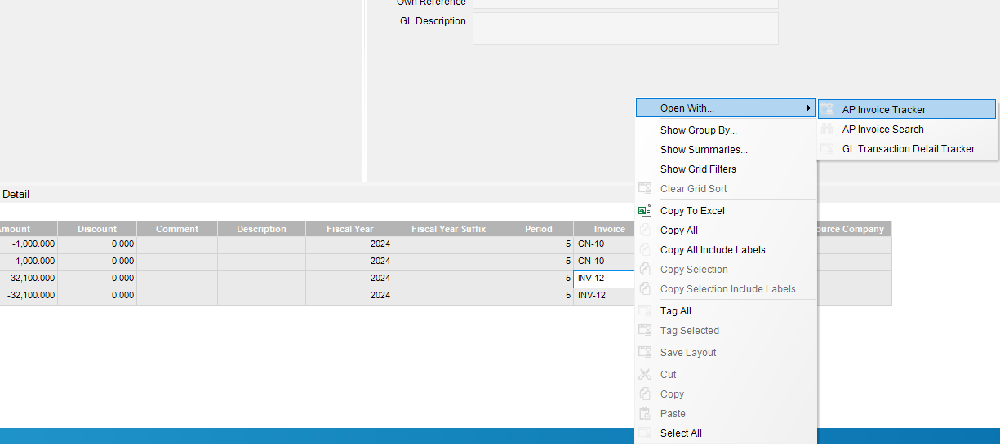 Own Reference
GL Description
Open With...
AP Invoice Tracker
AP Invoice Search
GL Transaction Detail Tracker
Show Group By...
Show Summaries...
Show Grid Filters
Clear Grid Sort
Detail
Copy To Excel
Copy All
Copy All Include Labels
Copy Selection
Copy Selection Include Labels
Tag All
Tag Selected
Save Layout
Cut
Copy
Paste
Select All
Discount Comment Description Fiscal Year Fiscal Year Suffix Period Invoice Company
-1,000.000 0.000 2024 5 CN-10
1,000.000 0.000 2024 5 CN-10
32,100.000 0.000 2024 5 INV-12
-32,100.000 0.000 2024 5 INV-12